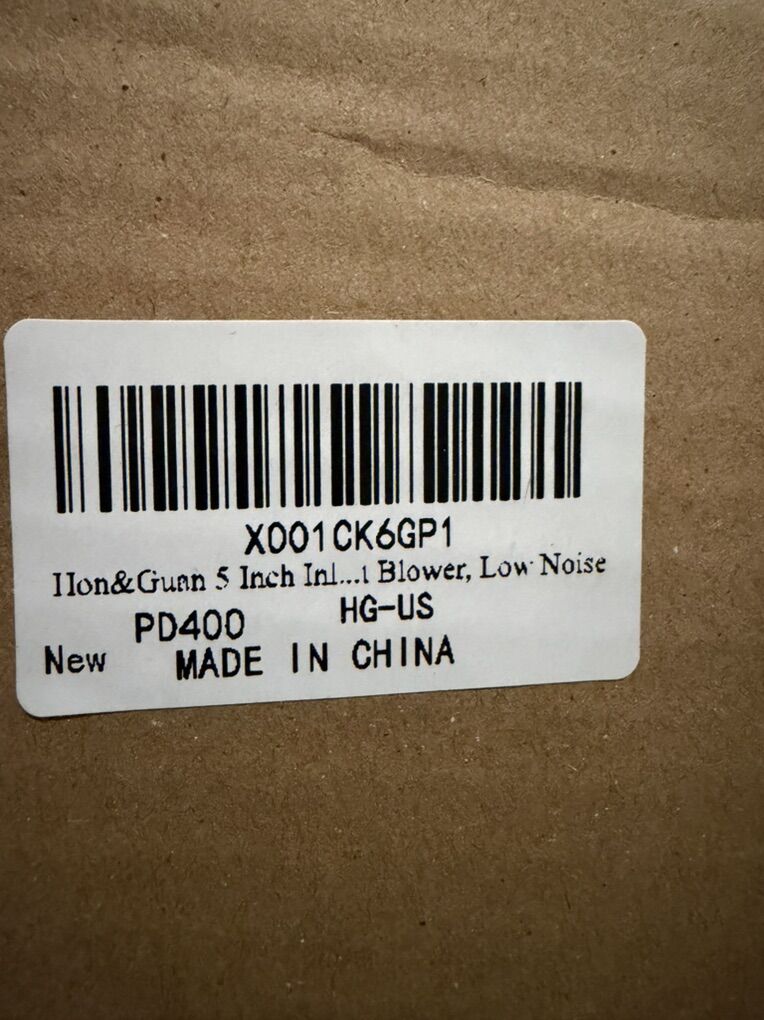 X001CK6GP1
Hon&Guan 5 Inch Inl...t Blower, Low Noise
PD400 HG-US
New MADE IN CHINA